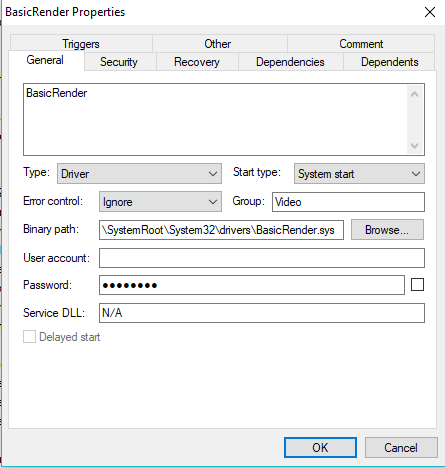 BasicRender Properties
Triggers Other Comment
General Security Recovery Dependencies Dependents
BasicRender
Type: Driver Start type: System start
Error control: Ignore Group: Video
Binary path: \SystemRoot\System32\drivers\BasicRender.sys Browse...
User account:
Password: ●●●●●●●●
Service DLL: N/A
Delayed start
OK Cancel